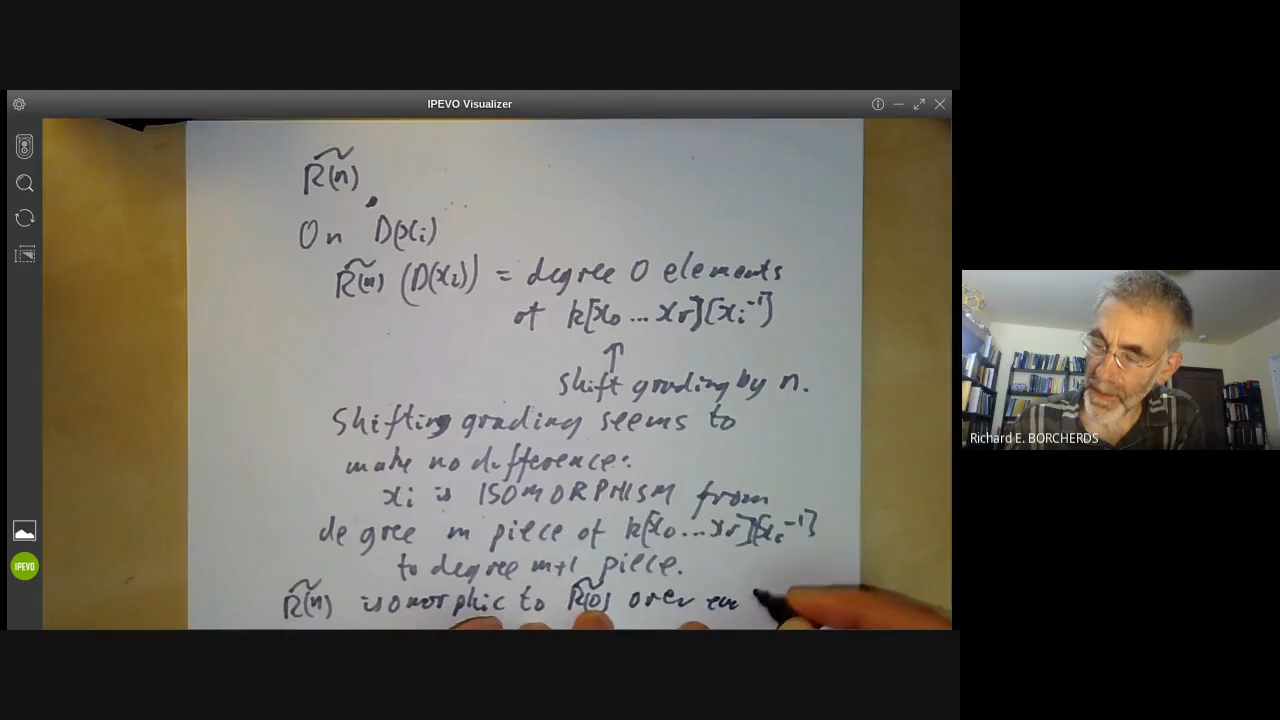 IPEVO Visualizer
R̃(n)
On D(xᵢ)
R̃(n) (D(xᵢ)) = degree 0 elements
of k[x₀ ... xᵣ][xᵢ⁻¹]
↑
shift grading by n.
Shifting grading seems to
make no difference:
xᵢ is ISOMORPHISM from
degree m piece of k[x₀ ... xᵣ][xᵢ⁻¹]
to degree m+1 piece.
R̃(n) isomorphic to R̃(0) over
IPEVO
Richard E. BORCHERDS